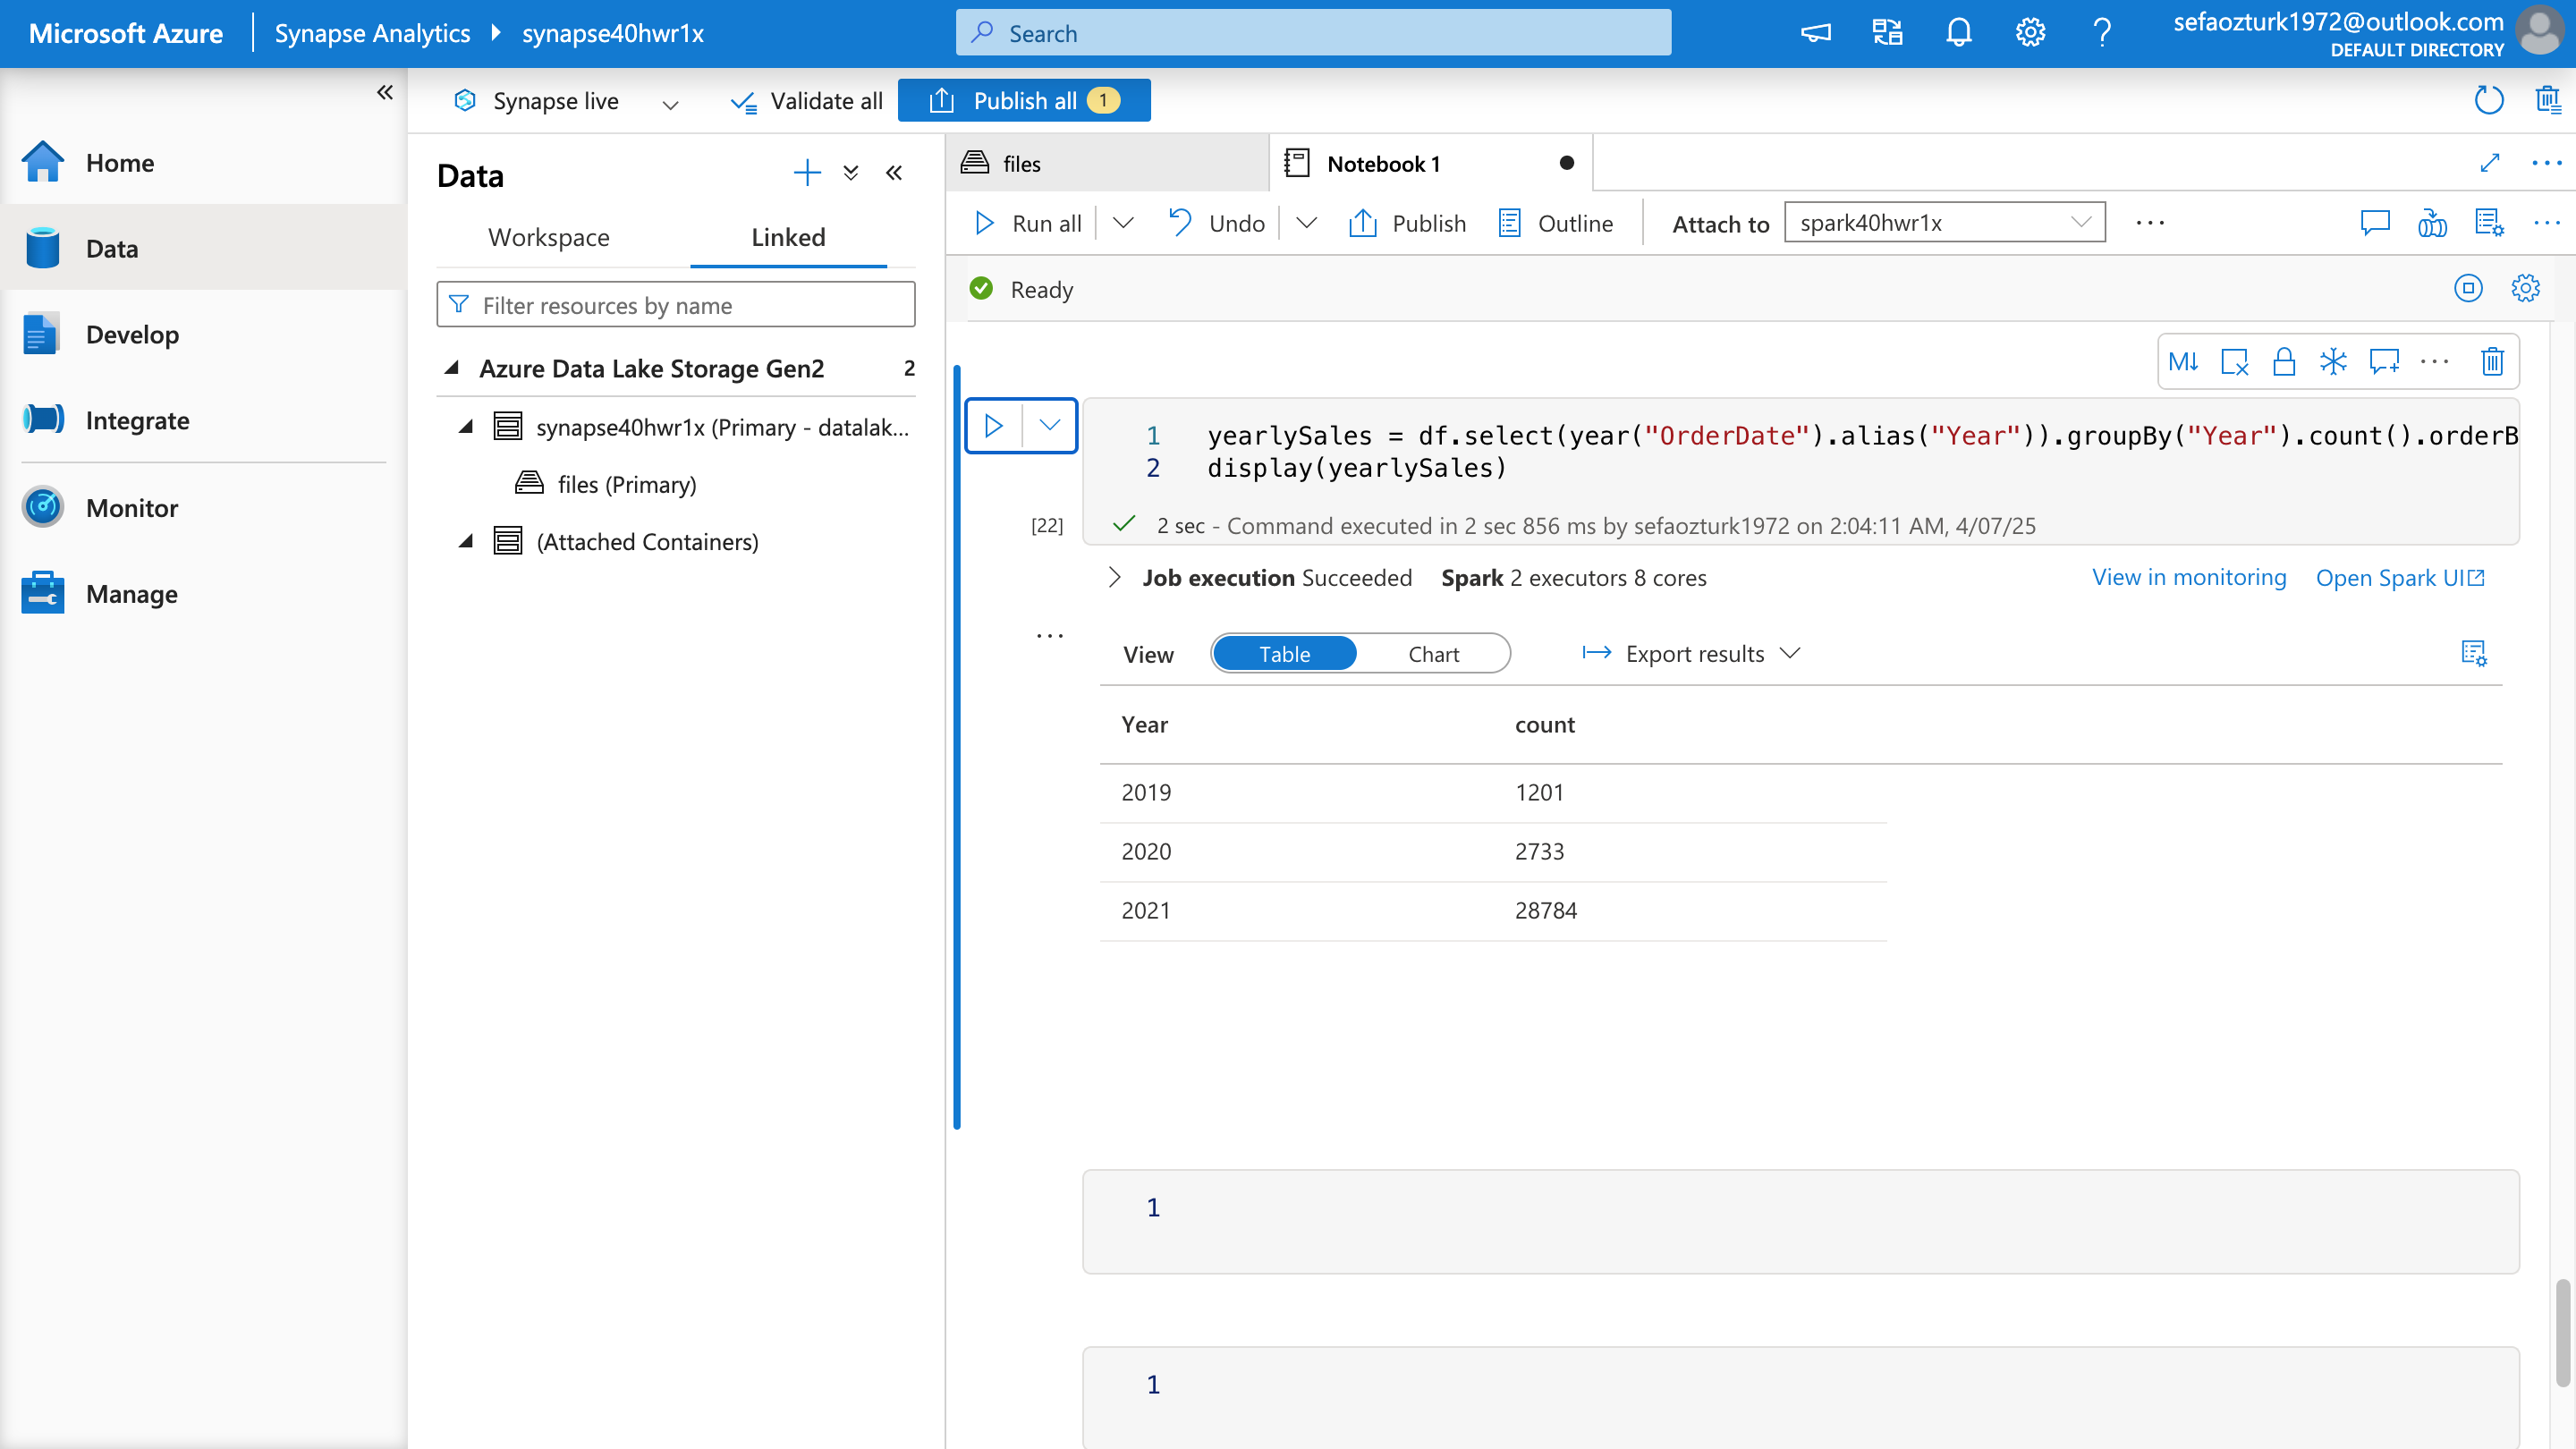 Microsoft Azure
Synapse Analytics
synapse40hwr1x
Search
sefaozturk1972@outlook.com
DEFAULT DIRECTORY
Home
Data
Develop
Integrate
Monitor
Manage
Synapse live
Validate all
Publish all 1
Data
Workspace
Linked
Filter resources by name
Azure Data Lake Storage Gen2 2
synapse40hwr1x (Primary - datalak...
files (Primary)
(Attached Containers)
files
Notebook 1
Run all
Undo
Publish
Outline
Attach to
spark40hwr1x
Ready
M↓
1 yearlySales = df.select(year("OrderDate").alias("Year")).groupBy("Year").count().orderB
2 display(yearlySales)
[22]
2 sec - Command executed in 2 sec 856 ms by sefaozturk1972 on 2:04:11 AM, 4/07/25
Job execution Succeeded Spark 2 executors 8 cores
View in monitoring
Open Spark UI
View
Table
Chart
Export results
Year count
2019 1201
2020 2733
2021 28784
1
1